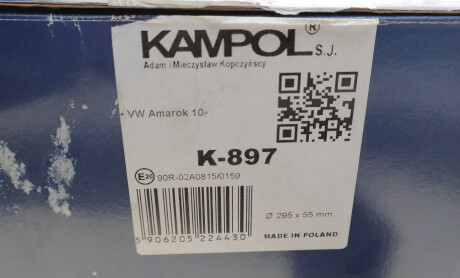 KAMPOL® S.J.
Adam i Mieczysław Kopczyńscy
- VW Amarok 10-
K-897
E20 90R-02A0815/0159
5 906205 224430
Ø 295 x 55 mm
MADE IN POLAND